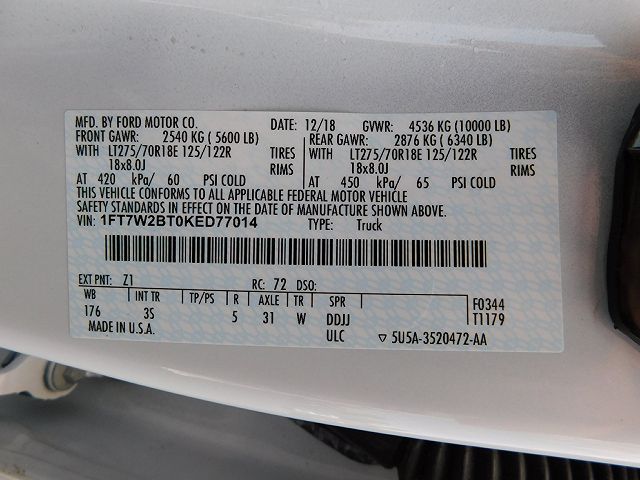 MFD. BY FORD MOTOR CO. DATE: 12/18 GVWR: 4536 KG (10000 LB)
FRONT GAWR: 2540 KG ( 5600 LB) REAR GAWR: 2876 KG ( 6340 LB)
WITH LT275/70R18E 125/122R TIRES WITH LT275/70R18E 125/122R TIRES
18x8.0J RIMS 18x8.0J RIMS
AT 420 kPa/ 60 PSI COLD AT 450 kPa/ 65 PSI COLD
THIS VEHICLE CONFORMS TO ALL APPLICABLE FEDERAL MOTOR VEHICLE
SAFETY STANDARDS IN EFFECT ON THE DATE OF MANUFACTURE SHOWN ABOVE.
VIN: 1FT7W2BT0KED77014 TYPE: Truck
EXT PNT: Z1 RC: 72 DSO:
WB INT TR TP/PS R AXLE TR SPR F0344
176 3S 5 31 W DDJJ T1179
MADE IN U.S.A. ULC ▽ 5U5A-3520472-AA